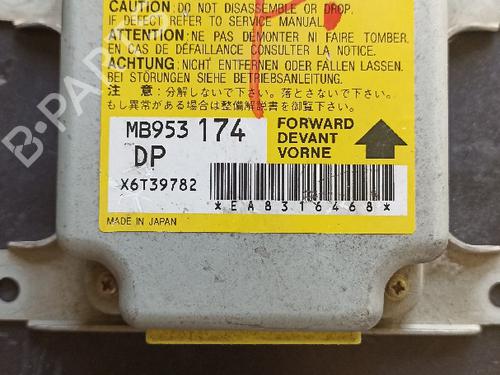 CAUTION: DO NOT DISASSEMBLE OR DROP.
IF DEFECT REFER TO SERVICE MANUAL.
ATTENTION: NE PAS DÉMONTER NI FAIRE TOMBER.
EN CAS DE DÉFAILLANCE CONSULTER LA NOTICE.
ACHTUNG: NICHT ENTFERNEN ODER FALLEN LASSEN.
BEI STÖRUNGEN SIEHE BETRIEBSANLEITUNG.
注 意: 分解しないで下さい。落とさないで下さい。
もし異常がある場合は整備解説書を御覧下さい。
MB953 174 FORWARD
DP DEVANT
VORNE
X6T39782
*EA8316468*
MADE IN JAPAN
B-PARTS